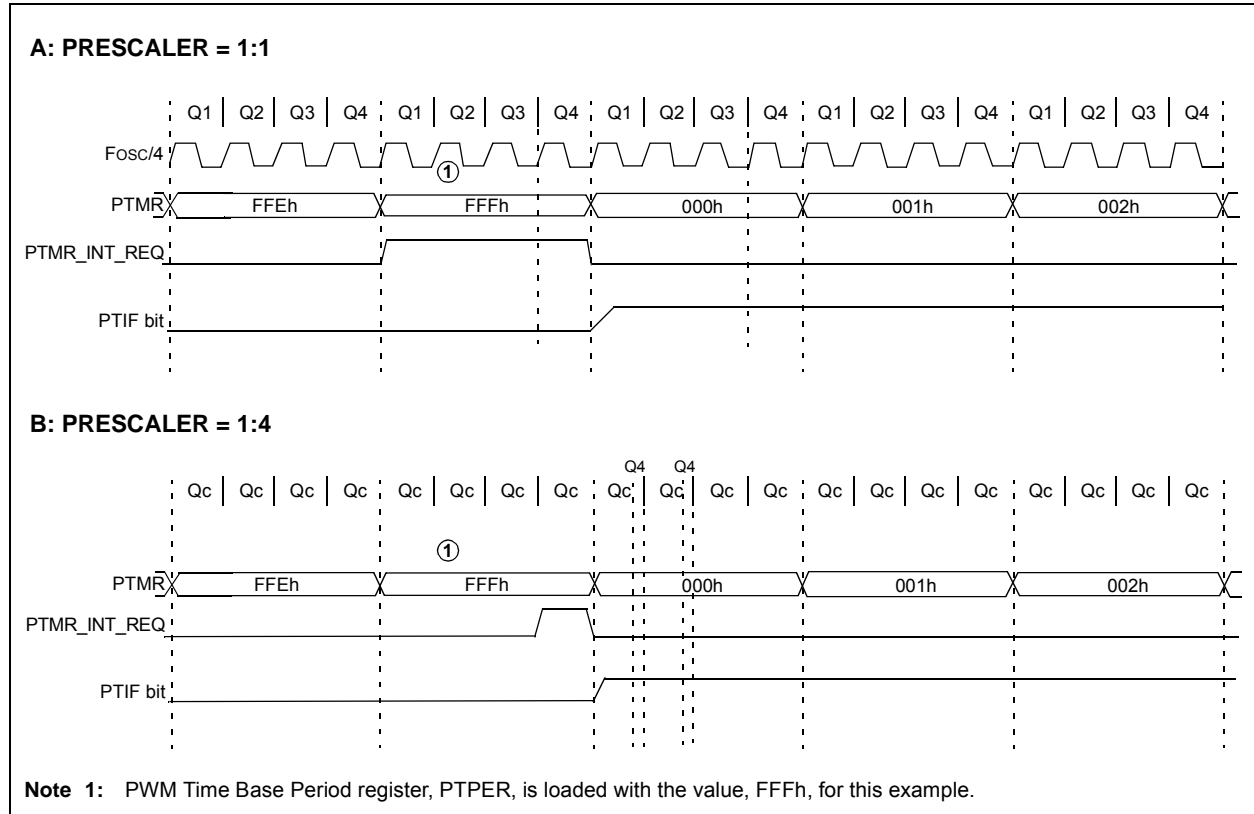 A: PRESCALER = 1:1
Q1 Q2 Q3 Q4 Q1 Q2 Q3 Q4 Q1 Q2 Q3 Q4 Q1 Q2 Q3 Q4 Q1 Q2 Q3 Q4
FOSC/4
1
PTMR FFEh FFFh 000h 001h 002h
PTMR_INT_REQ
PTIF bit
B: PRESCALER = 1:4
Q4 Q4
Qc Qc Qc Qc Qc Qc Qc Qc Qc Qc Qc Qc Qc Qc Qc Qc Qc Qc Qc Qc
1
PTMR FFEh FFFh 000h 001h 002h
PTMR_INT_REQ
PTIF bit
Note 1: PWM Time Base Period register, PTPER, is loaded with the value, FFFh, for this example.